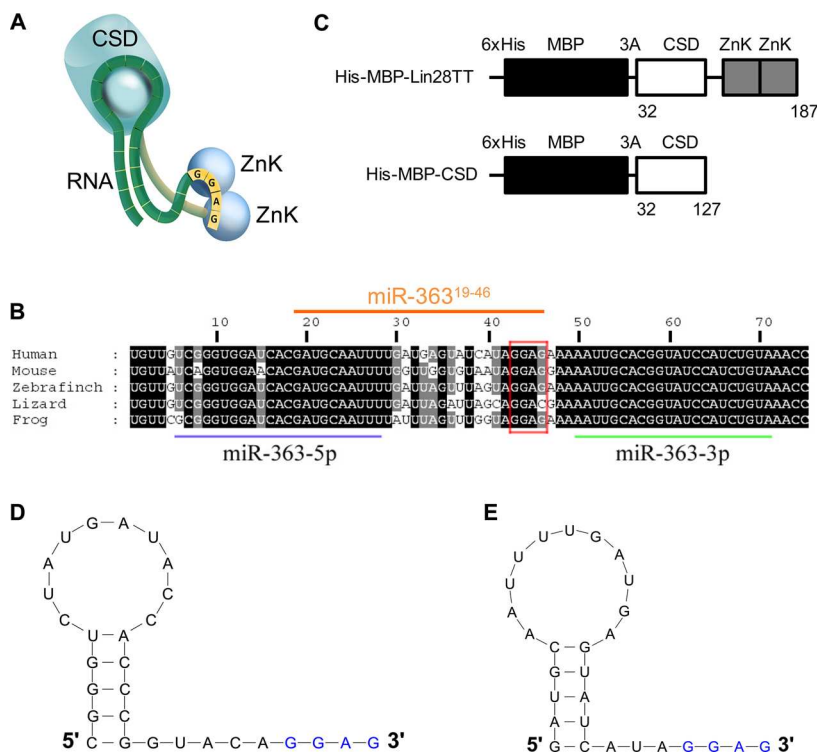 A
CSD
RNA
ZnK
ZnK
G G A G
C
6xHis MBP 3A CSD ZnK ZnK
His-MBP-Lin28TT
32 187
6xHis MBP 3A CSD
His-MBP-CSD
32 127
B
miR-363¹⁹⁻⁴⁶
10 20 30 40 50 60 70
Human : UGUUGUCGGGUGGAUCACGAUGCAAUUUUGAUGAGUAUCAUAGGAGAAAAAUUGCACGGUAUCCAUCUGUAAACC
Mouse : UGUUAUCAGGUGGAACACGAUGCAAUUUUGGUUGGUGUAAUAGGAGGAAAAUUGCACGGUAUCCAUCUGUAAACC
Zebrafinch : UGUUGUCGGGUGGAUCACGAUGCAAUUUUGAUUAGUUUAGUAGGAGAAAAAUUGCACGGUAUCCAUCUGUAAACC
Lizard : UGUUGUCGGGUGGAUCACGAUGCAAUUUUGAUUAGAUUAGCAGGACGAAAAUUGCACGGUAUCCAUCUGUAAACC
Frog : UGUUCGCGGGUGGAUCACGAUGCAAUUUUAUUUAGUUUGGUAGGAGAAAAAUUGCACGGUAUCCAUCUGUAAACC
miR-363-5p
miR-363-3p
D
5' C G G G U C U A U G A U A C C A C C C G G U A C A G G A G 3'
E
5' G A U G C A A U U U U G A U G A G U A U C A U A G G A G 3'